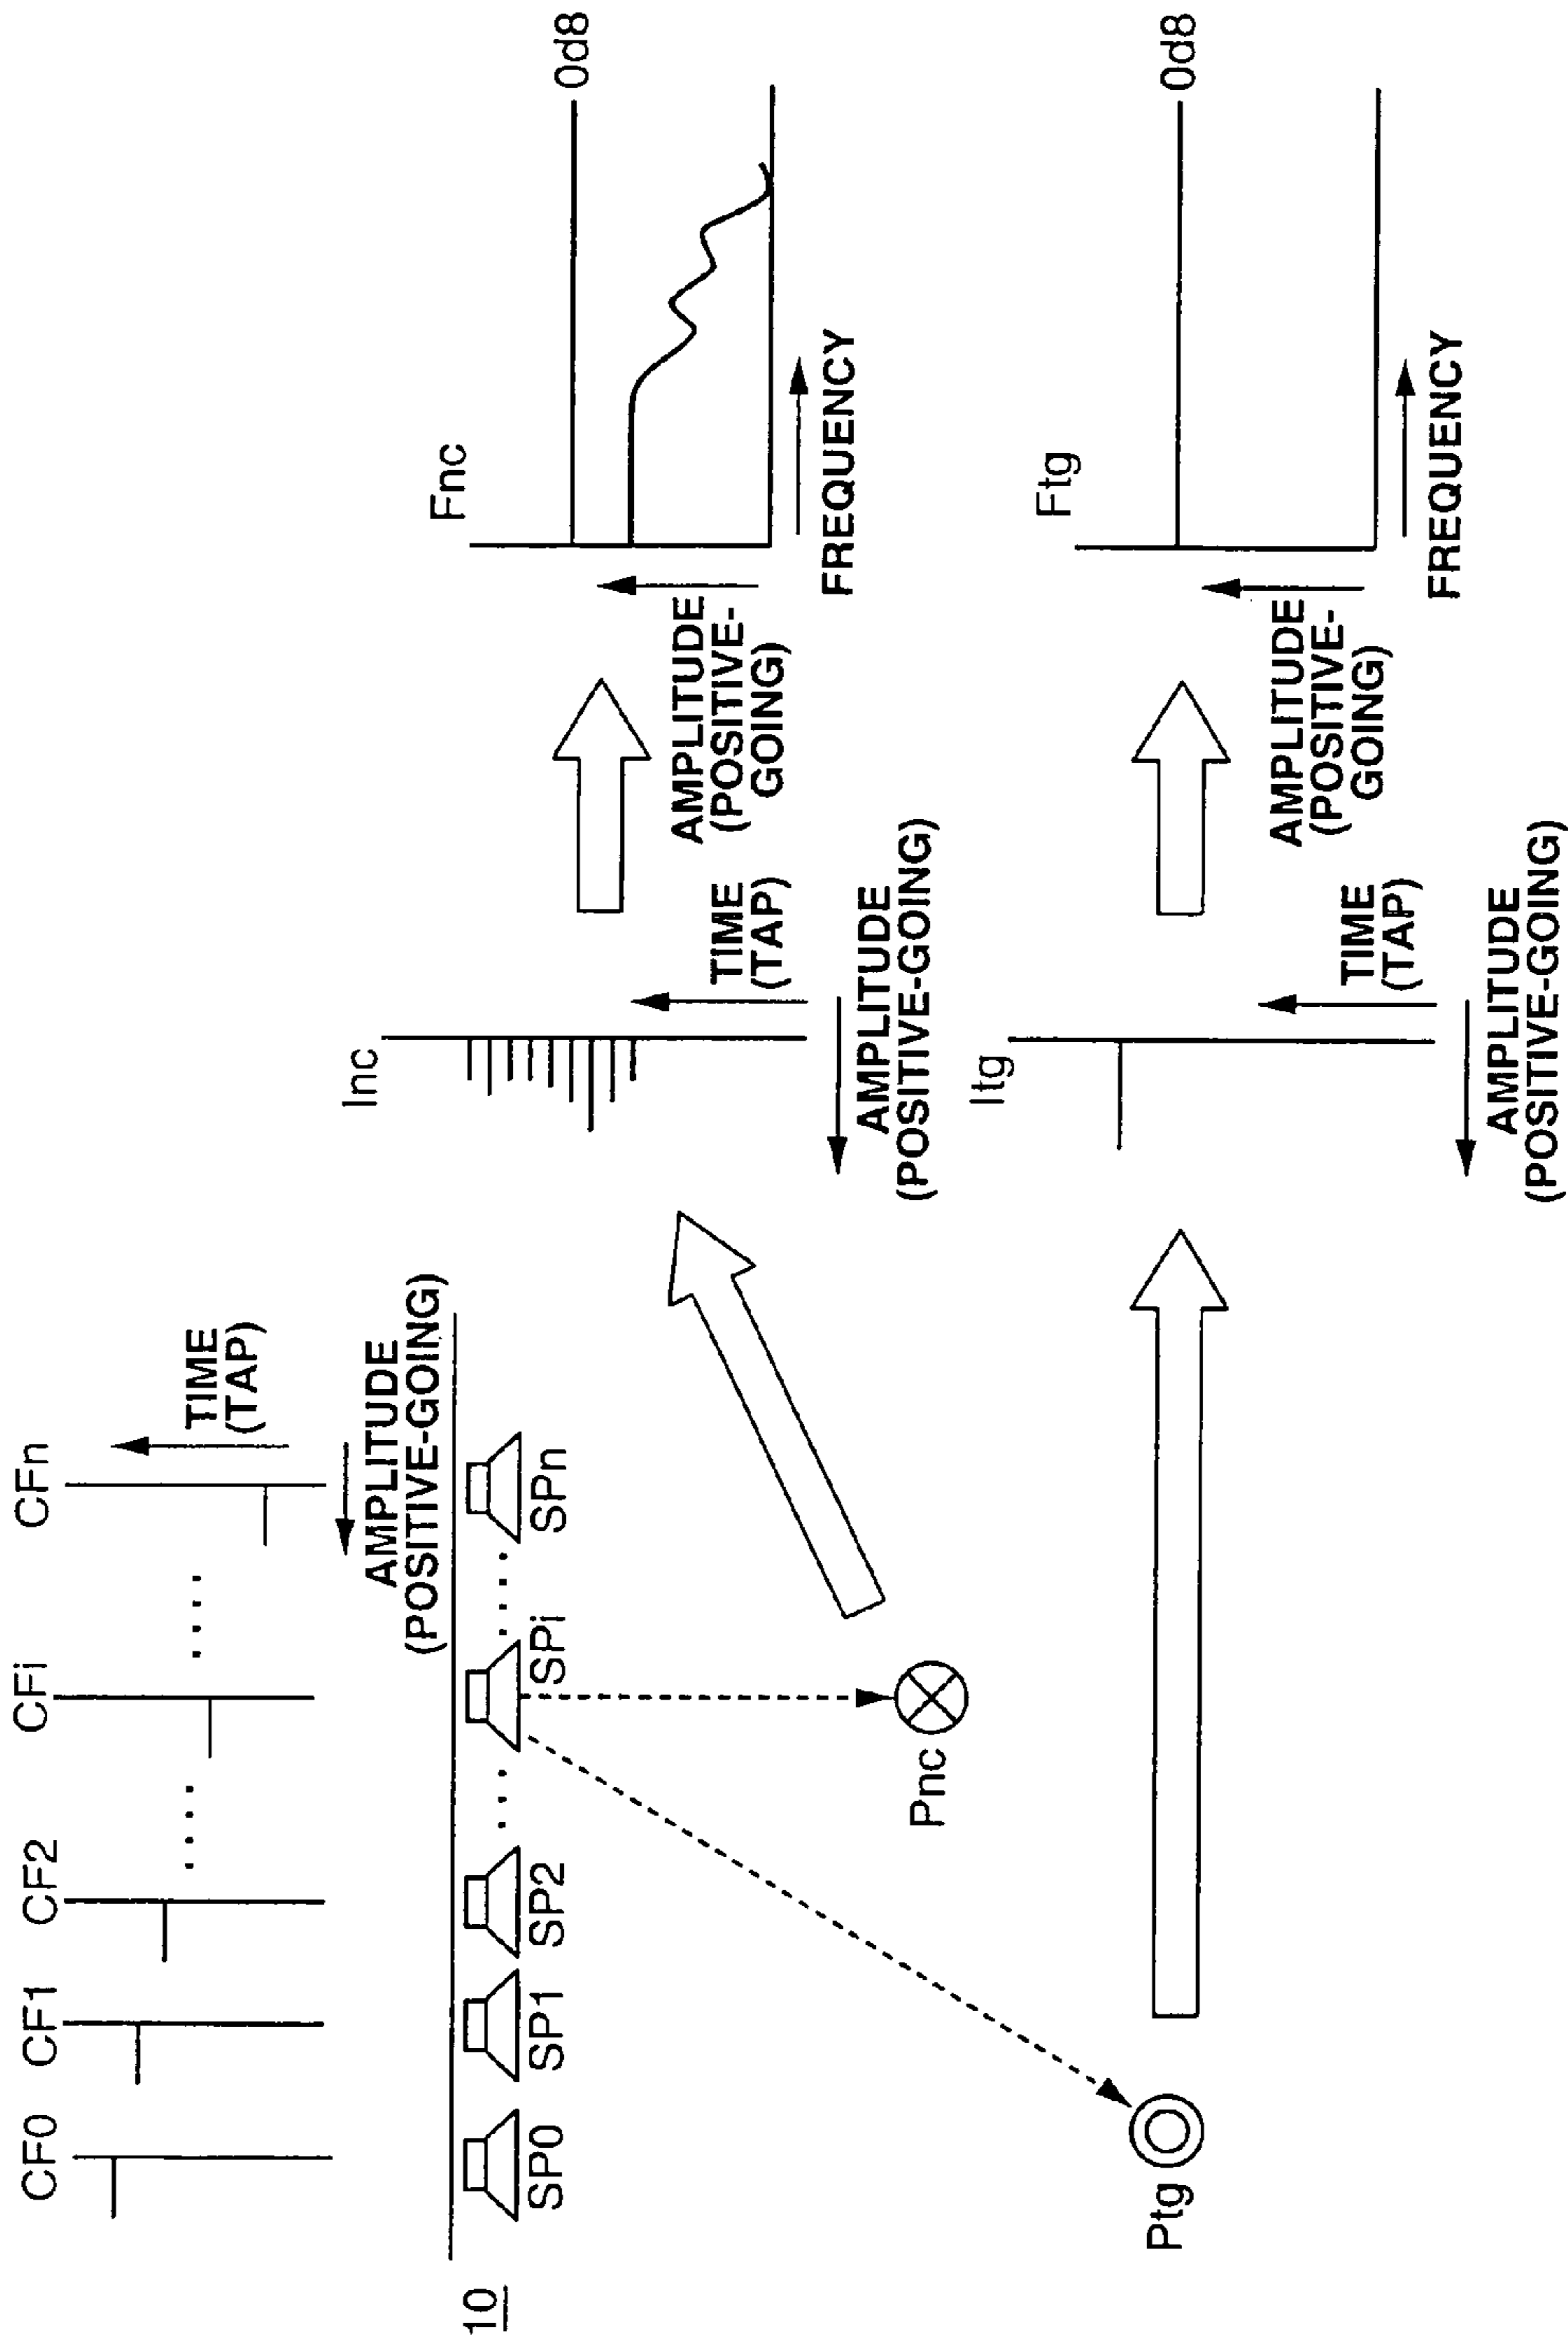 CF0
CF1
CF2
CFi
CFn
TIME
(TAP)
AMPLITUDE
(POSITIVE-GOING)
10
SP0
SP1
SP2
SPi
SPn
Pnc
Ptg
Inc
TIME
(TAP)
AMPLITUDE
(POSITIVE-GOING)
Fnc
0d8
AMPLITUDE
(POSITIVE-
GOING)
FREQUENCY
Itg
TIME
(TAP)
AMPLITUDE
(POSITIVE-GOING)
Ftg
0d8
AMPLITUDE
(POSITIVE-
GOING)
FREQUENCY